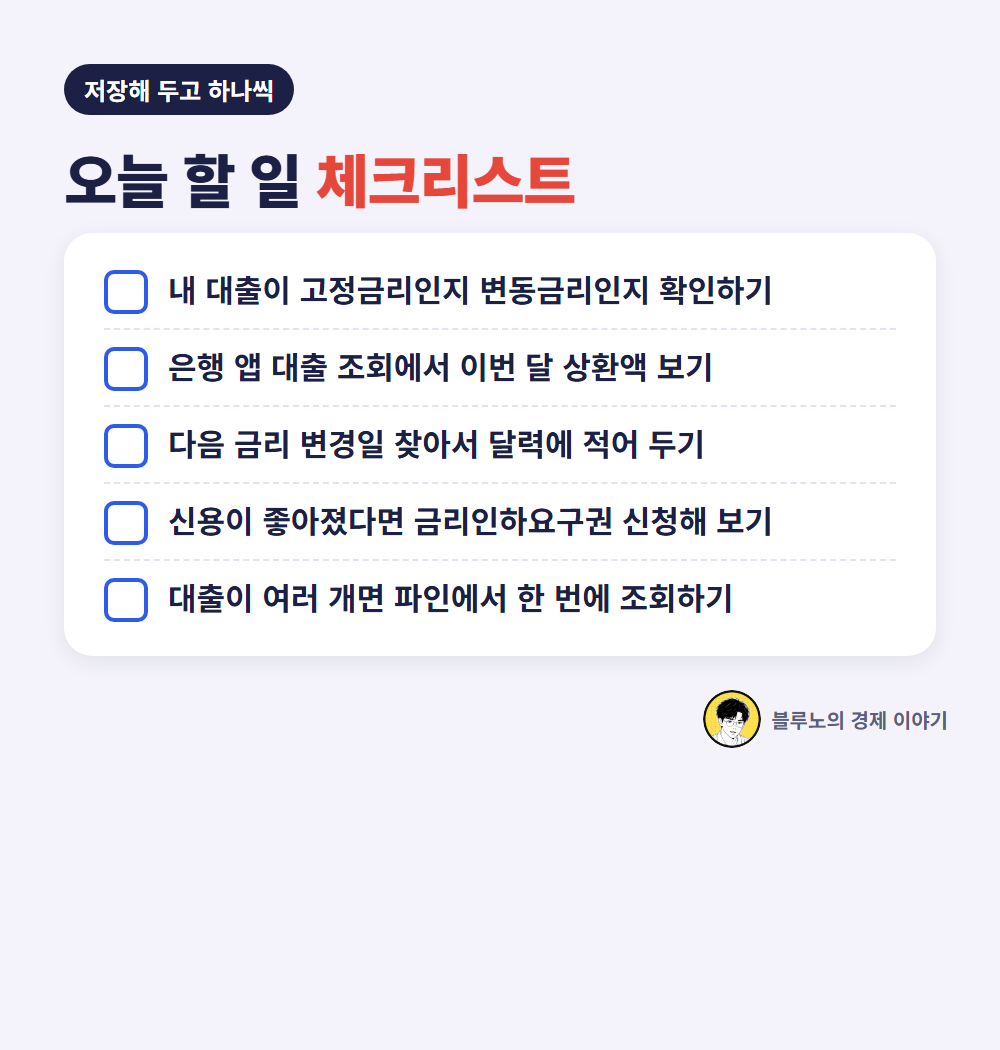 저장해 두고 하나씩
오늘 할 일 체크리스트
내 대출이 고정금리인지 변동금리인지 확인하기
은행 앱 대출 조회에서 이번 달 상환액 보기
다음 금리 변경일 찾아서 달력에 적어 두기
신용이 좋아졌다면 금리인하요구권 신청해 보기
대출이 여러 개면 파인에서 한 번에 조회하기
블루노의 경제 이야기